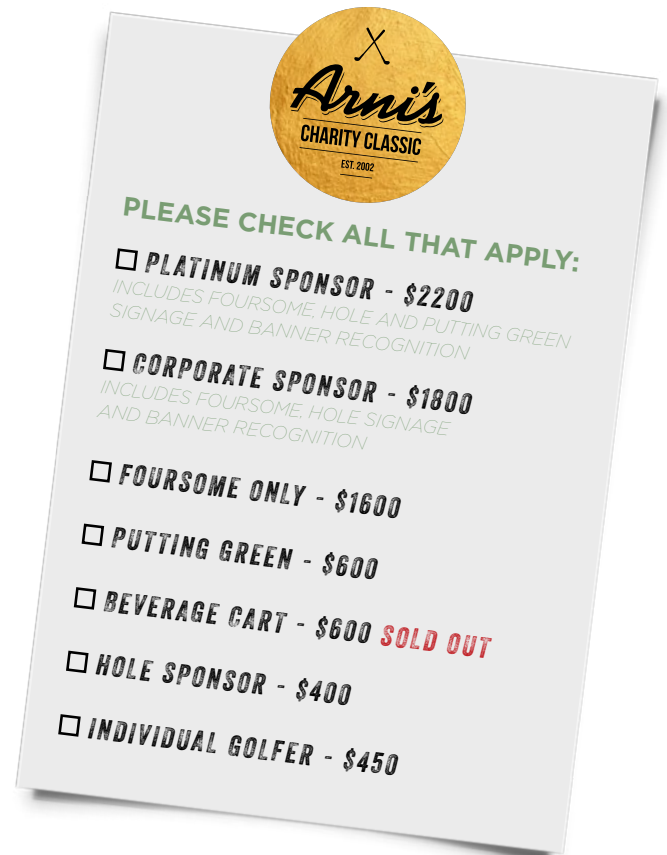 Arni's
CHARITY CLASSIC
EST. 2002
PLEASE CHECK ALL THAT APPLY:
PLATINUM SPONSOR - $2200
INCLUDES FOURSOME, HOLE AND PUTTING GREEN
SIGNAGE AND BANNER RECOGNITION
CORPORATE SPONSOR - $1800
INCLUDES FOURSOME, HOLE SIGNAGE
AND BANNER RECOGNITION
FOURSOME ONLY - $1600
PUTTING GREEN - $600
BEVERAGE CART - $600 SOLD OUT
HOLE SPONSOR - $400
INDIVIDUAL GOLFER - $450